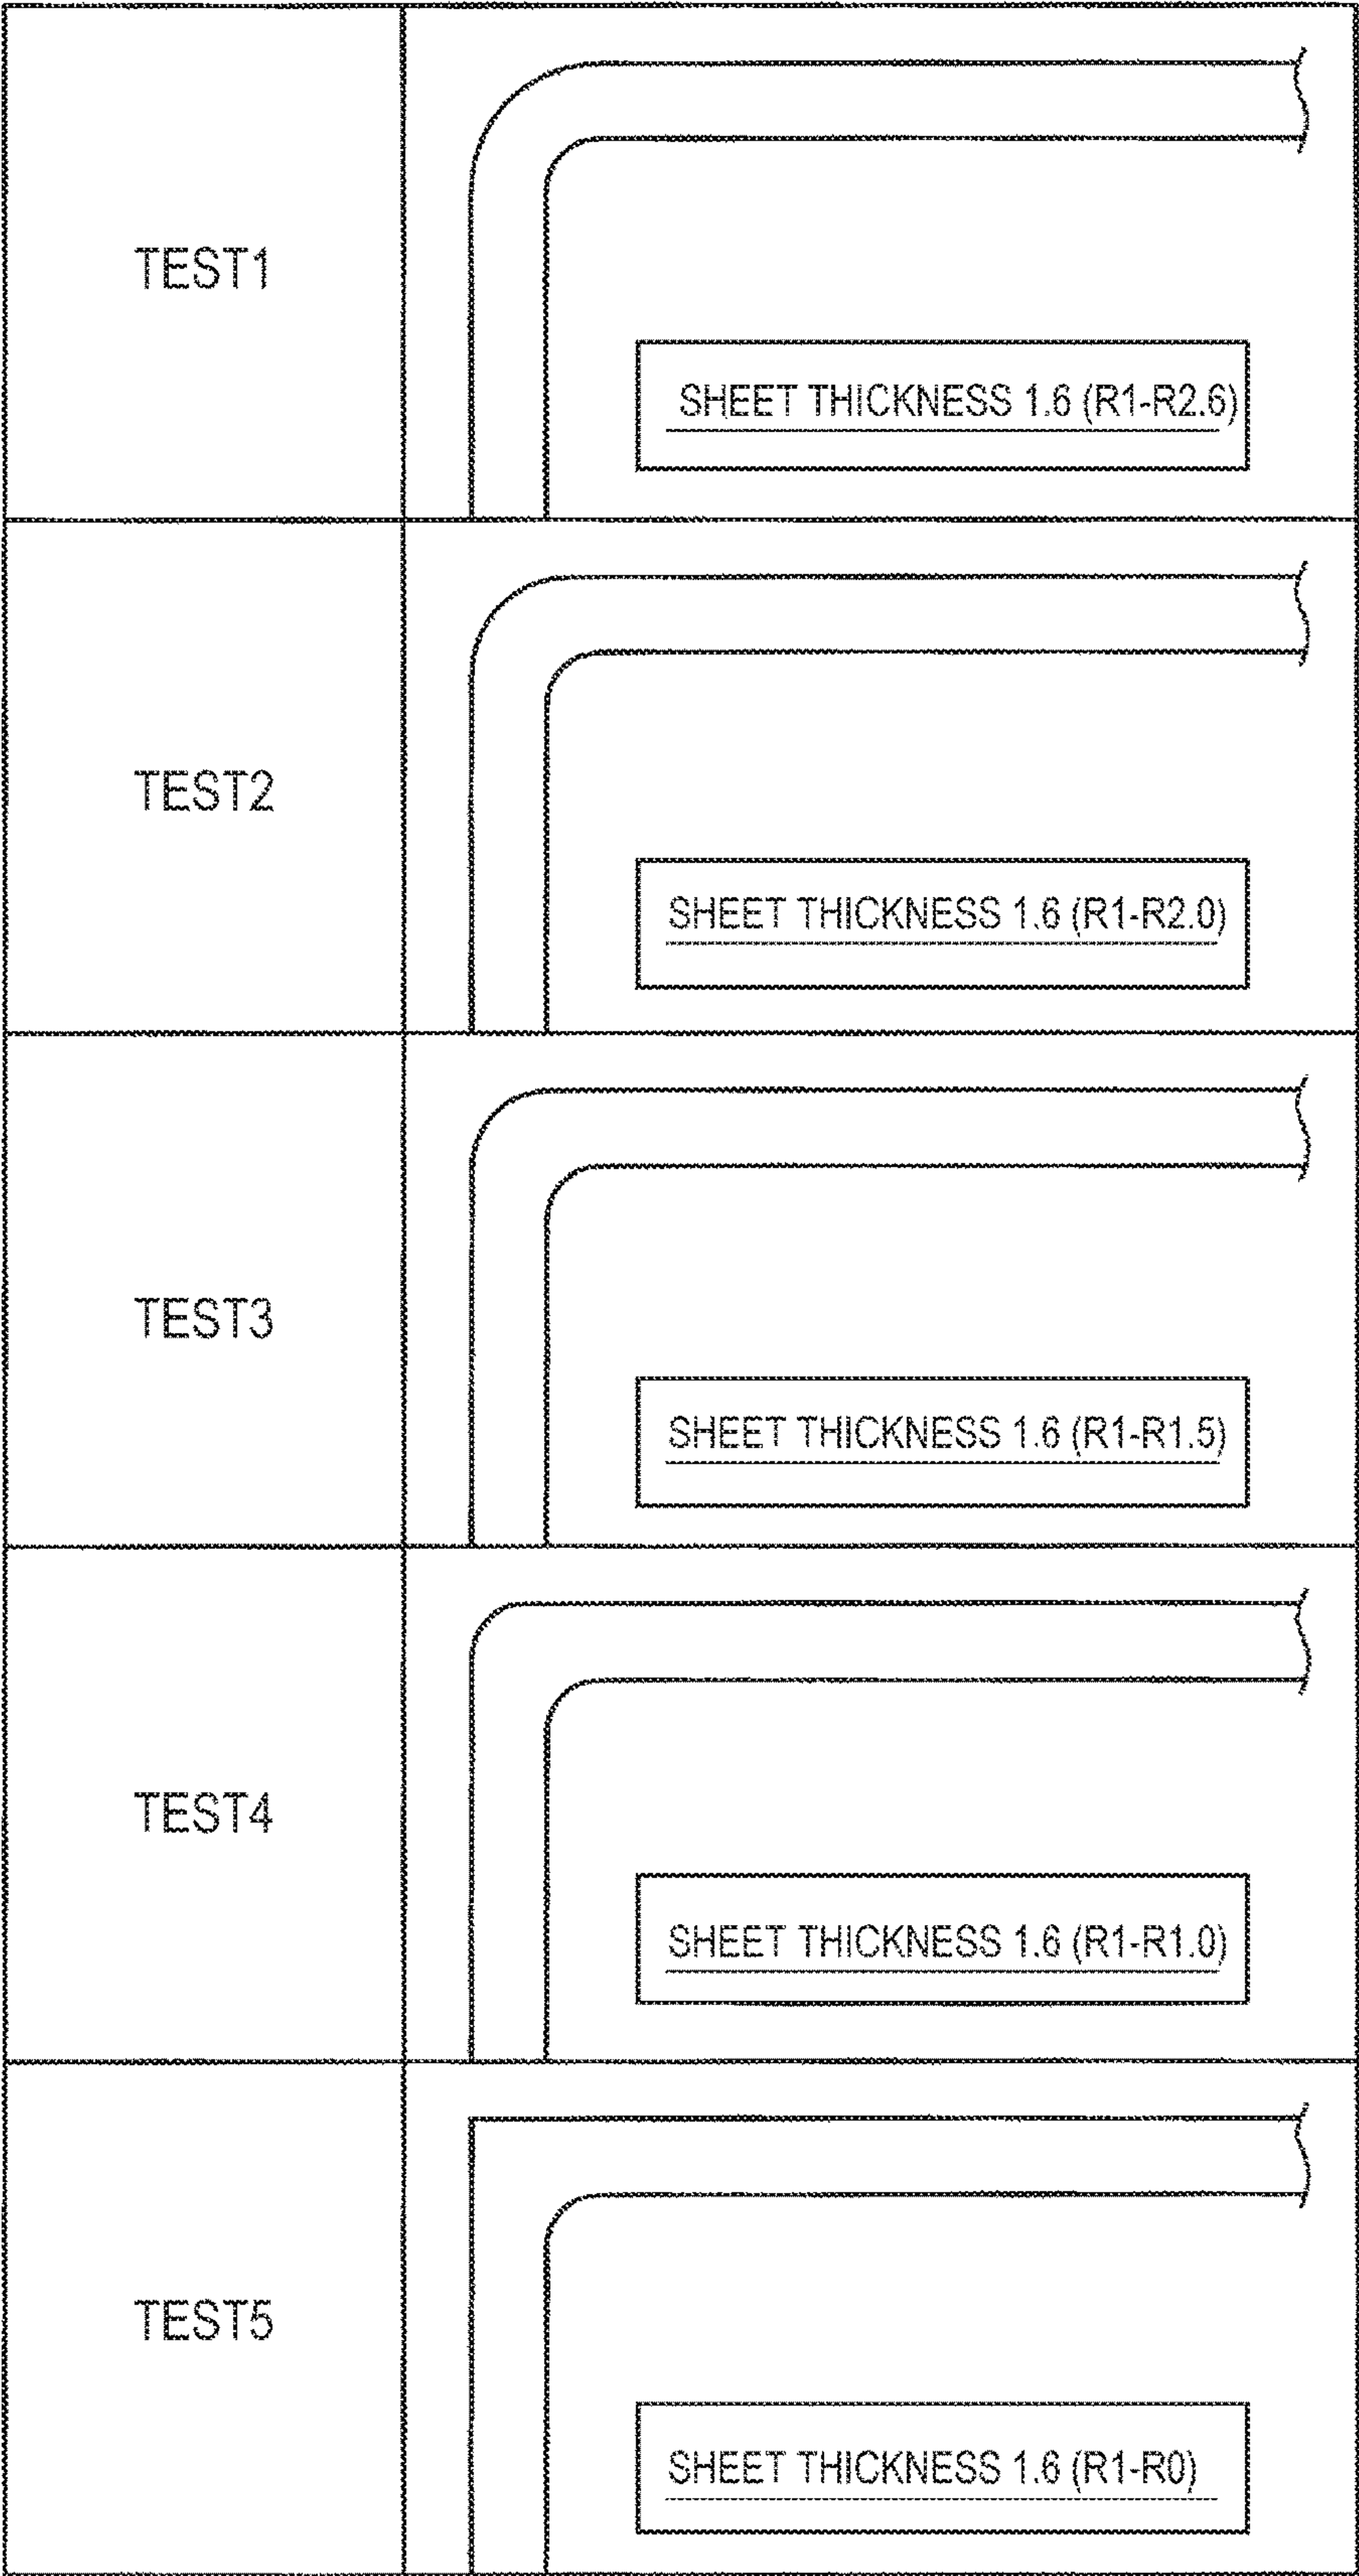 TEST1
SHEET THICKNESS 1.6 (R1-R2.6)
TEST2
SHEET THICKNESS 1.6 (R1-R2.0)
TEST3
SHEET THICKNESS 1.6 (R1-R1.5)
TEST4
SHEET THICKNESS 1.6 (R1-R1.0)
TEST5
SHEET THICKNESS 1.6 (R1-R0)